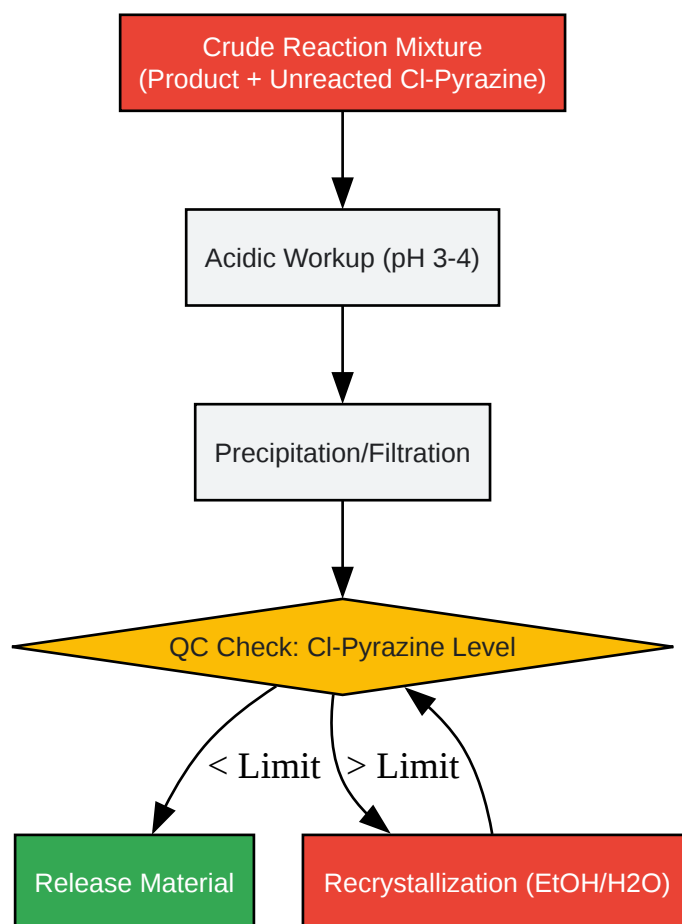 Crude Reaction Mixture
(Product + Unreacted Cl-Pyrazine)
Acidic Workup (pH 3-4)
Precipitation/Filtration
QC Check: Cl-Pyrazine Level
< Limit
> Limit
Release Material
Recrystallization (EtOH/H2O)